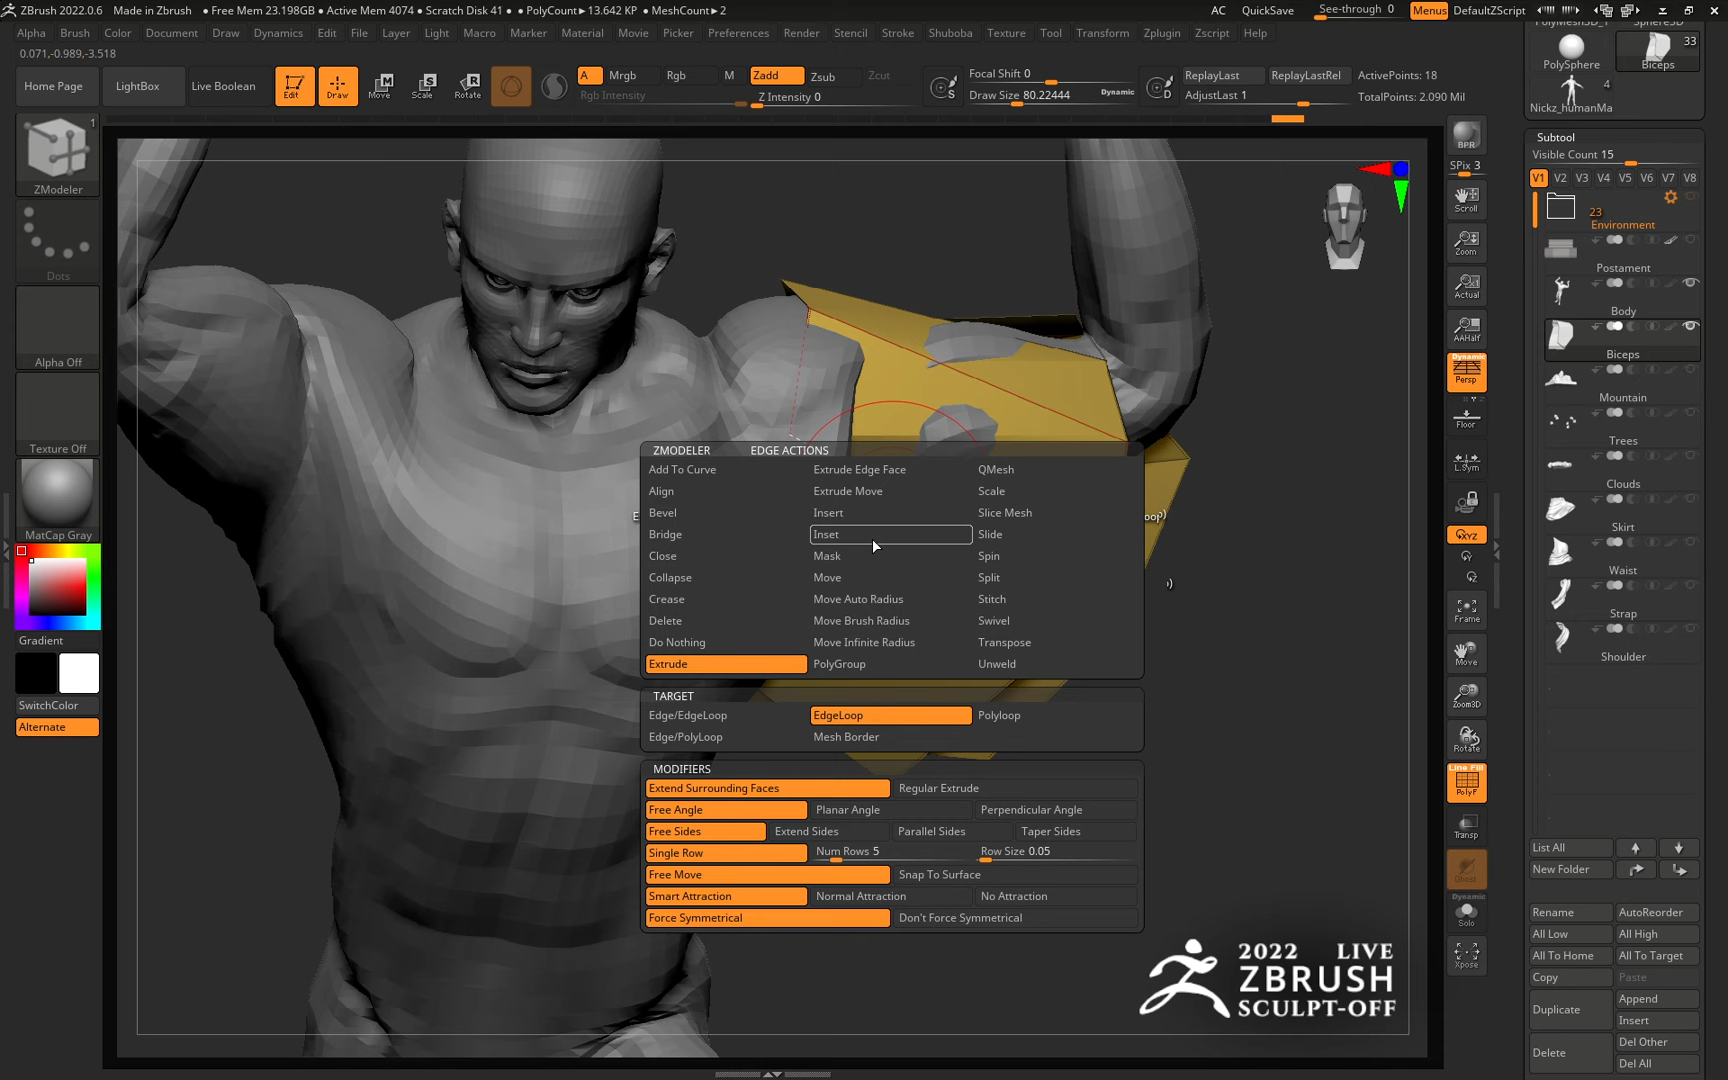 ZBrush 2022.0.6 Made in Zbrush • Free Mem 23.198GB • Active Mem 4074 • Scratch Disk 41 • • PolyCount▸13.642 KP • MeshCount▸2 AC QuickSave See-through 0 Menus DefaultZScript
Alpha Brush Color Document Draw Dynamics Edit File Layer Light Macro Marker Material Movie Picker Preferences Render Stencil Stroke Shuboba Texture Tool Transform Zplugin Zscript Help
0.071,-0.989,-3.518
Home Page LightBox Live Boolean Edit Draw Move Scale Rotate
A Mrgb Rgb M Zadd Zsub Zcut
Rgb Intensity Z Intensity 0
S Focal Shift 0
Draw Size 80.22444 Dynamic
D ReplayLast ReplayLastRel ActivePoints: 18
AdjustLast 1 TotalPoints: 2.090 Mil
1
ZModeler
Dots
Alpha Off
Texture Off
MatCap Gray
Gradient
SwitchColor
Alternate
ZMODELER EDGE ACTIONS
Add To Curve Extrude Edge Face QMesh
Align Extrude Move Scale
Bevel Insert Slice Mesh
Bridge Inset Slide
Close Mask Spin
Collapse Move Split
Crease Move Auto Radius Stitch
Delete Move Brush Radius Swivel
Do Nothing Move Infinite Radius Transpose
Extrude PolyGroup Unweld
TARGET
Edge/EdgeLoop EdgeLoop Polyloop
Edge/PolyLoop Mesh Border
MODIFIERS
Extend Surrounding Faces Regular Extrude
Free Angle Planar Angle Perpendicular Angle
Free Sides Extend Sides Parallel Sides Taper Sides
Single Row Num Rows 5 Row Size 0.05
Free Move Snap To Surface
Smart Attraction Normal Attraction No Attraction
Force Symmetrical Don't Force Symmetrical
2022 LIVE
ZBRUSH
SCULPT-OFF
BPR
SPix 3
Scroll
Zoom
Actual
AAHalf
Dynamic
Persp
Floor
L.Sym
XYZ
Frame
Move
Zoom3D
Rotate
Line Fill
PolyF
Transp
Ghost
Dynamic
Solo
Xpose
33
PolySphere Biceps
4
Nickz_humanMa
Subtool
Visible Count 15
V1 V2 V3 V4 V5 V6 V7 V8
23
Environment
Postament
Body
Biceps
Mountain
Trees
Clouds
Skirt
Waist
Strap
Shoulder
List All
New Folder
Rename AutoReorder
All Low All High
All To Home All To Target
Copy Paste
Duplicate Append
Insert
Delete Del Other
Del All